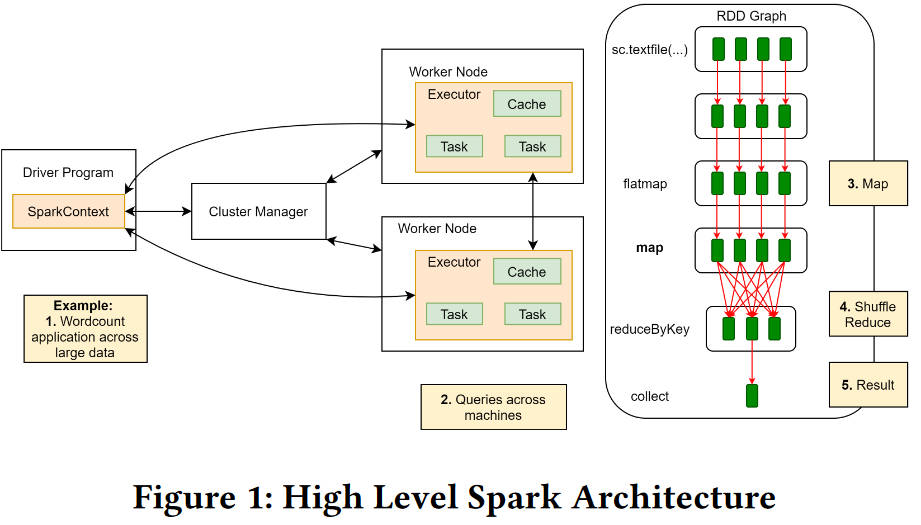 Driver Program
SparkContext
Example:
1. Wordcount
application across
large data
Cluster Manager
Worker Node
Executor
Cache
Task
Task
Worker Node
Executor
Cache
Task
Task
2. Queries across
machines
RDD Graph
sc.textfile(...)
flatmap
map
reduceByKey
collect
3. Map
4. Shuffle
Reduce
5. Result
Figure 1: High Level Spark Architecture